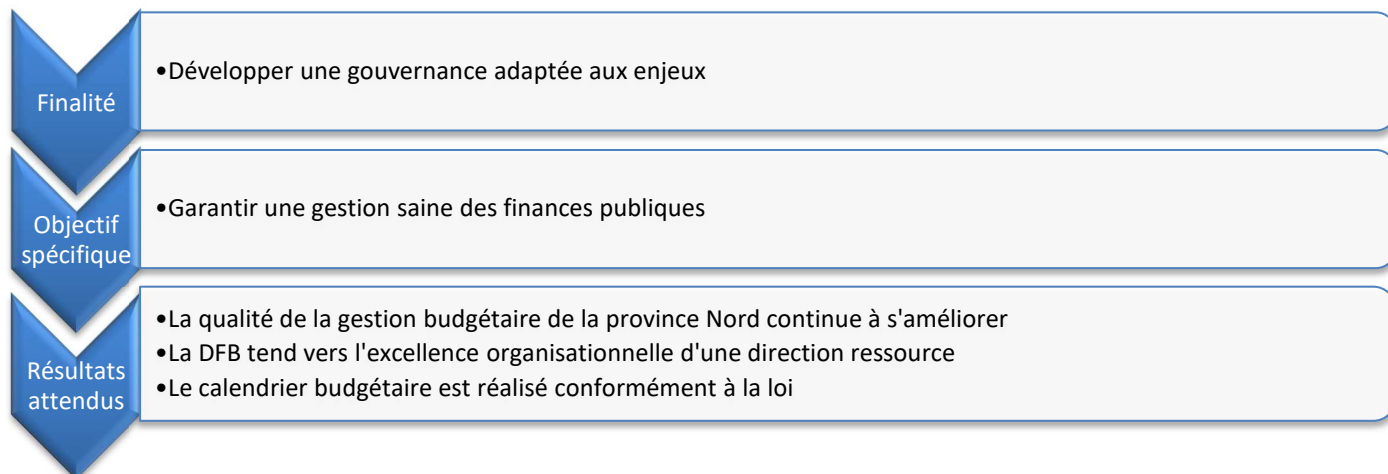 Finalité
•Développer une gouvernance adaptée aux enjeux
Objectif
spécifique
•Garantir une gestion saine des finances publiques
Résultats
attendus
•La qualité de la gestion budgétaire de la province Nord continue à s'améliorer
•La DFB tend vers l'excellence organisationnelle d'une direction ressource
•Le calendrier budgétaire est réalisé conformément à la loi